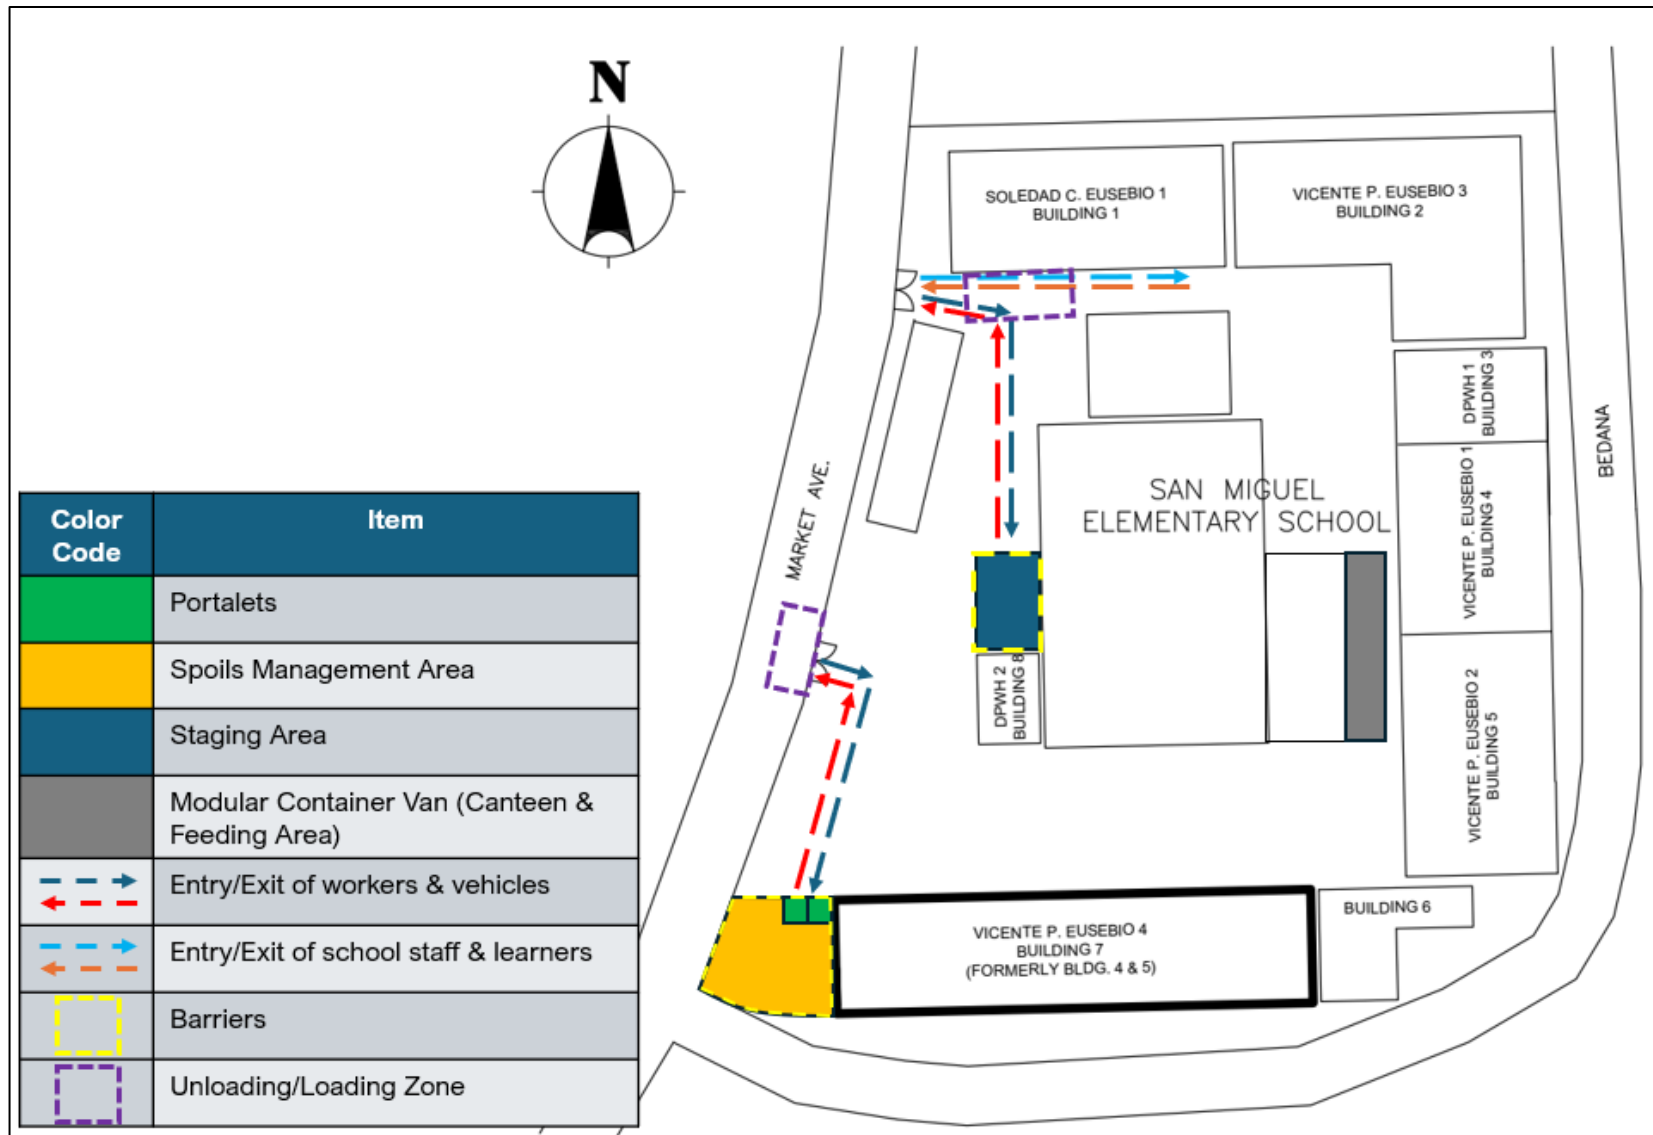 N
SOLEDAD C. EUSEBIO 1
BUILDING 1
VICENTE P. EUSEBIO 3
BUILDING 2
DPWH 1
BUILDING 3
VICENTE P. EUSEBIO 1
BUILDING 4
VICENTE P. EUSEBIO 2
BUILDING 5
BEDANA
MARKET AVE.
SAN MIGUEL
ELEMENTARY SCHOOL
DPWH 2
BUILDING 8
BUILDING 6
VICENTE P. EUSEBIO 4
BUILDING 7
(FORMERLY BLDG. 4 & 5)
Color
Code
Item
Portalets
Spoils Management Area
Staging Area
Modular Container Van (Canteen &
Feeding Area)
Entry/Exit of workers & vehicles
Entry/Exit of school staff & learners
Barriers
Unloading/Loading Zone